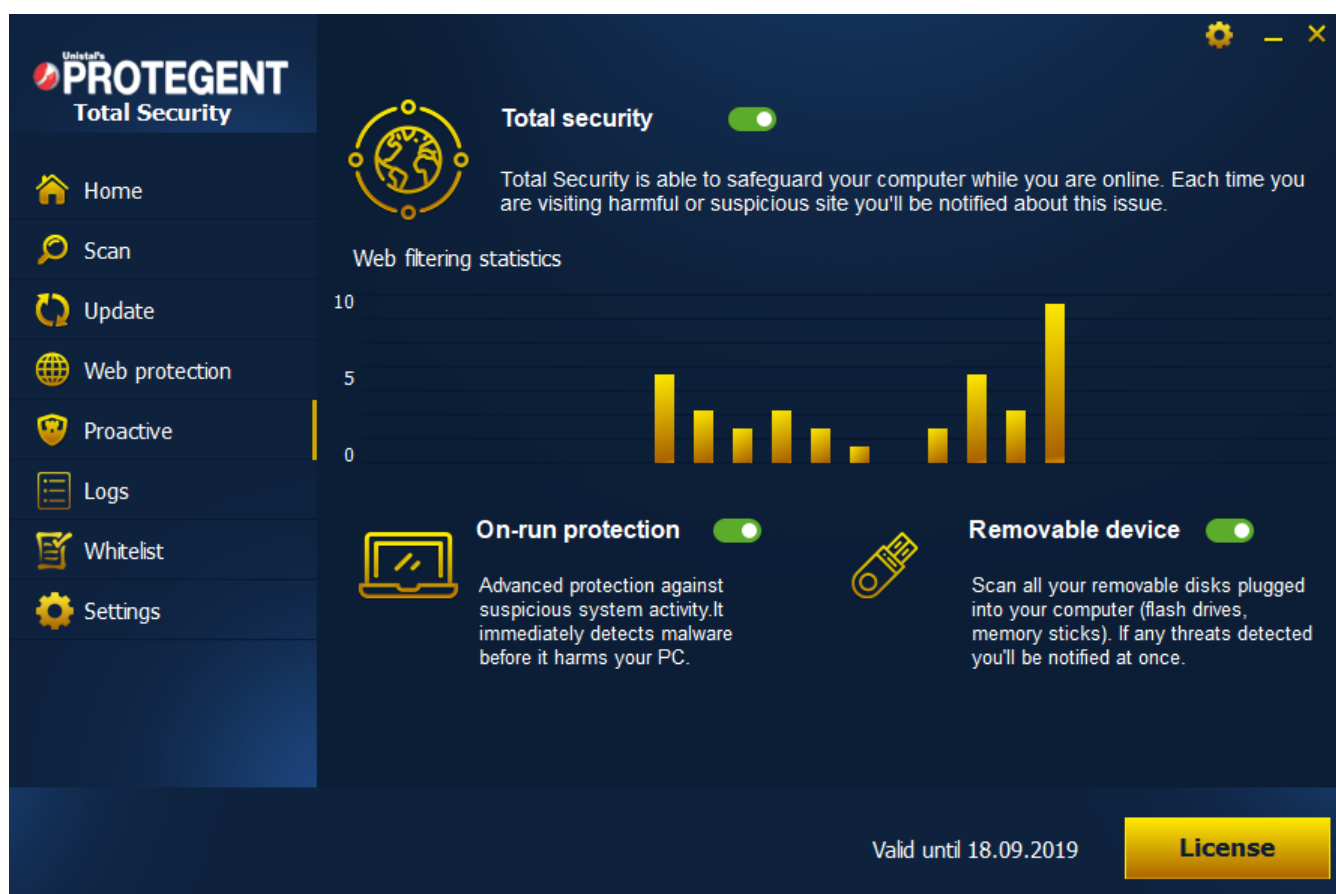 Unistal's
PROTEGENT
Total Security
Home
Scan
Update
Web protection
Proactive
Logs
Whitelist
Settings
Total security
Total Security is able to safeguard your computer while you are online. Each time you
are visiting harmful or suspicious site you'll be notified about this issue.
Web filtering statistics
10
5
0
On-run protection
Advanced protection against
suspicious system activity.It
immediately detects malware
before it harms your PC.
Removable device
Scan all your removable disks plugged
into your computer (flash drives,
memory sticks). If any threats detected
you'll be notified at once.
Valid until 18.09.2019
License